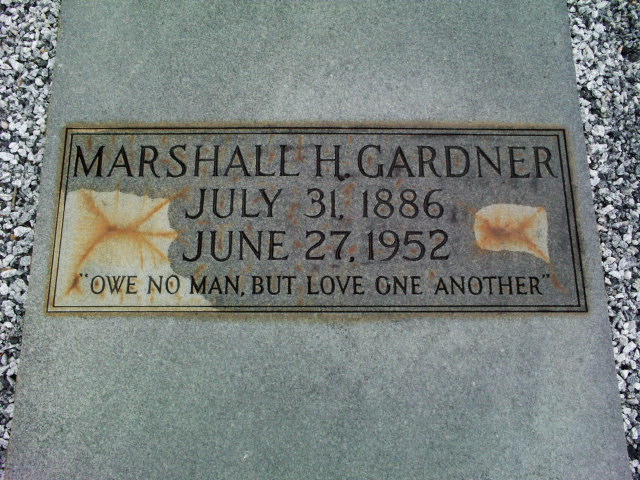 MARSHALL H. GARDNER
JULY 31, 1886
JUNE 27, 1952
"OWE NO MAN, BUT LOVE ONE ANOTHER"